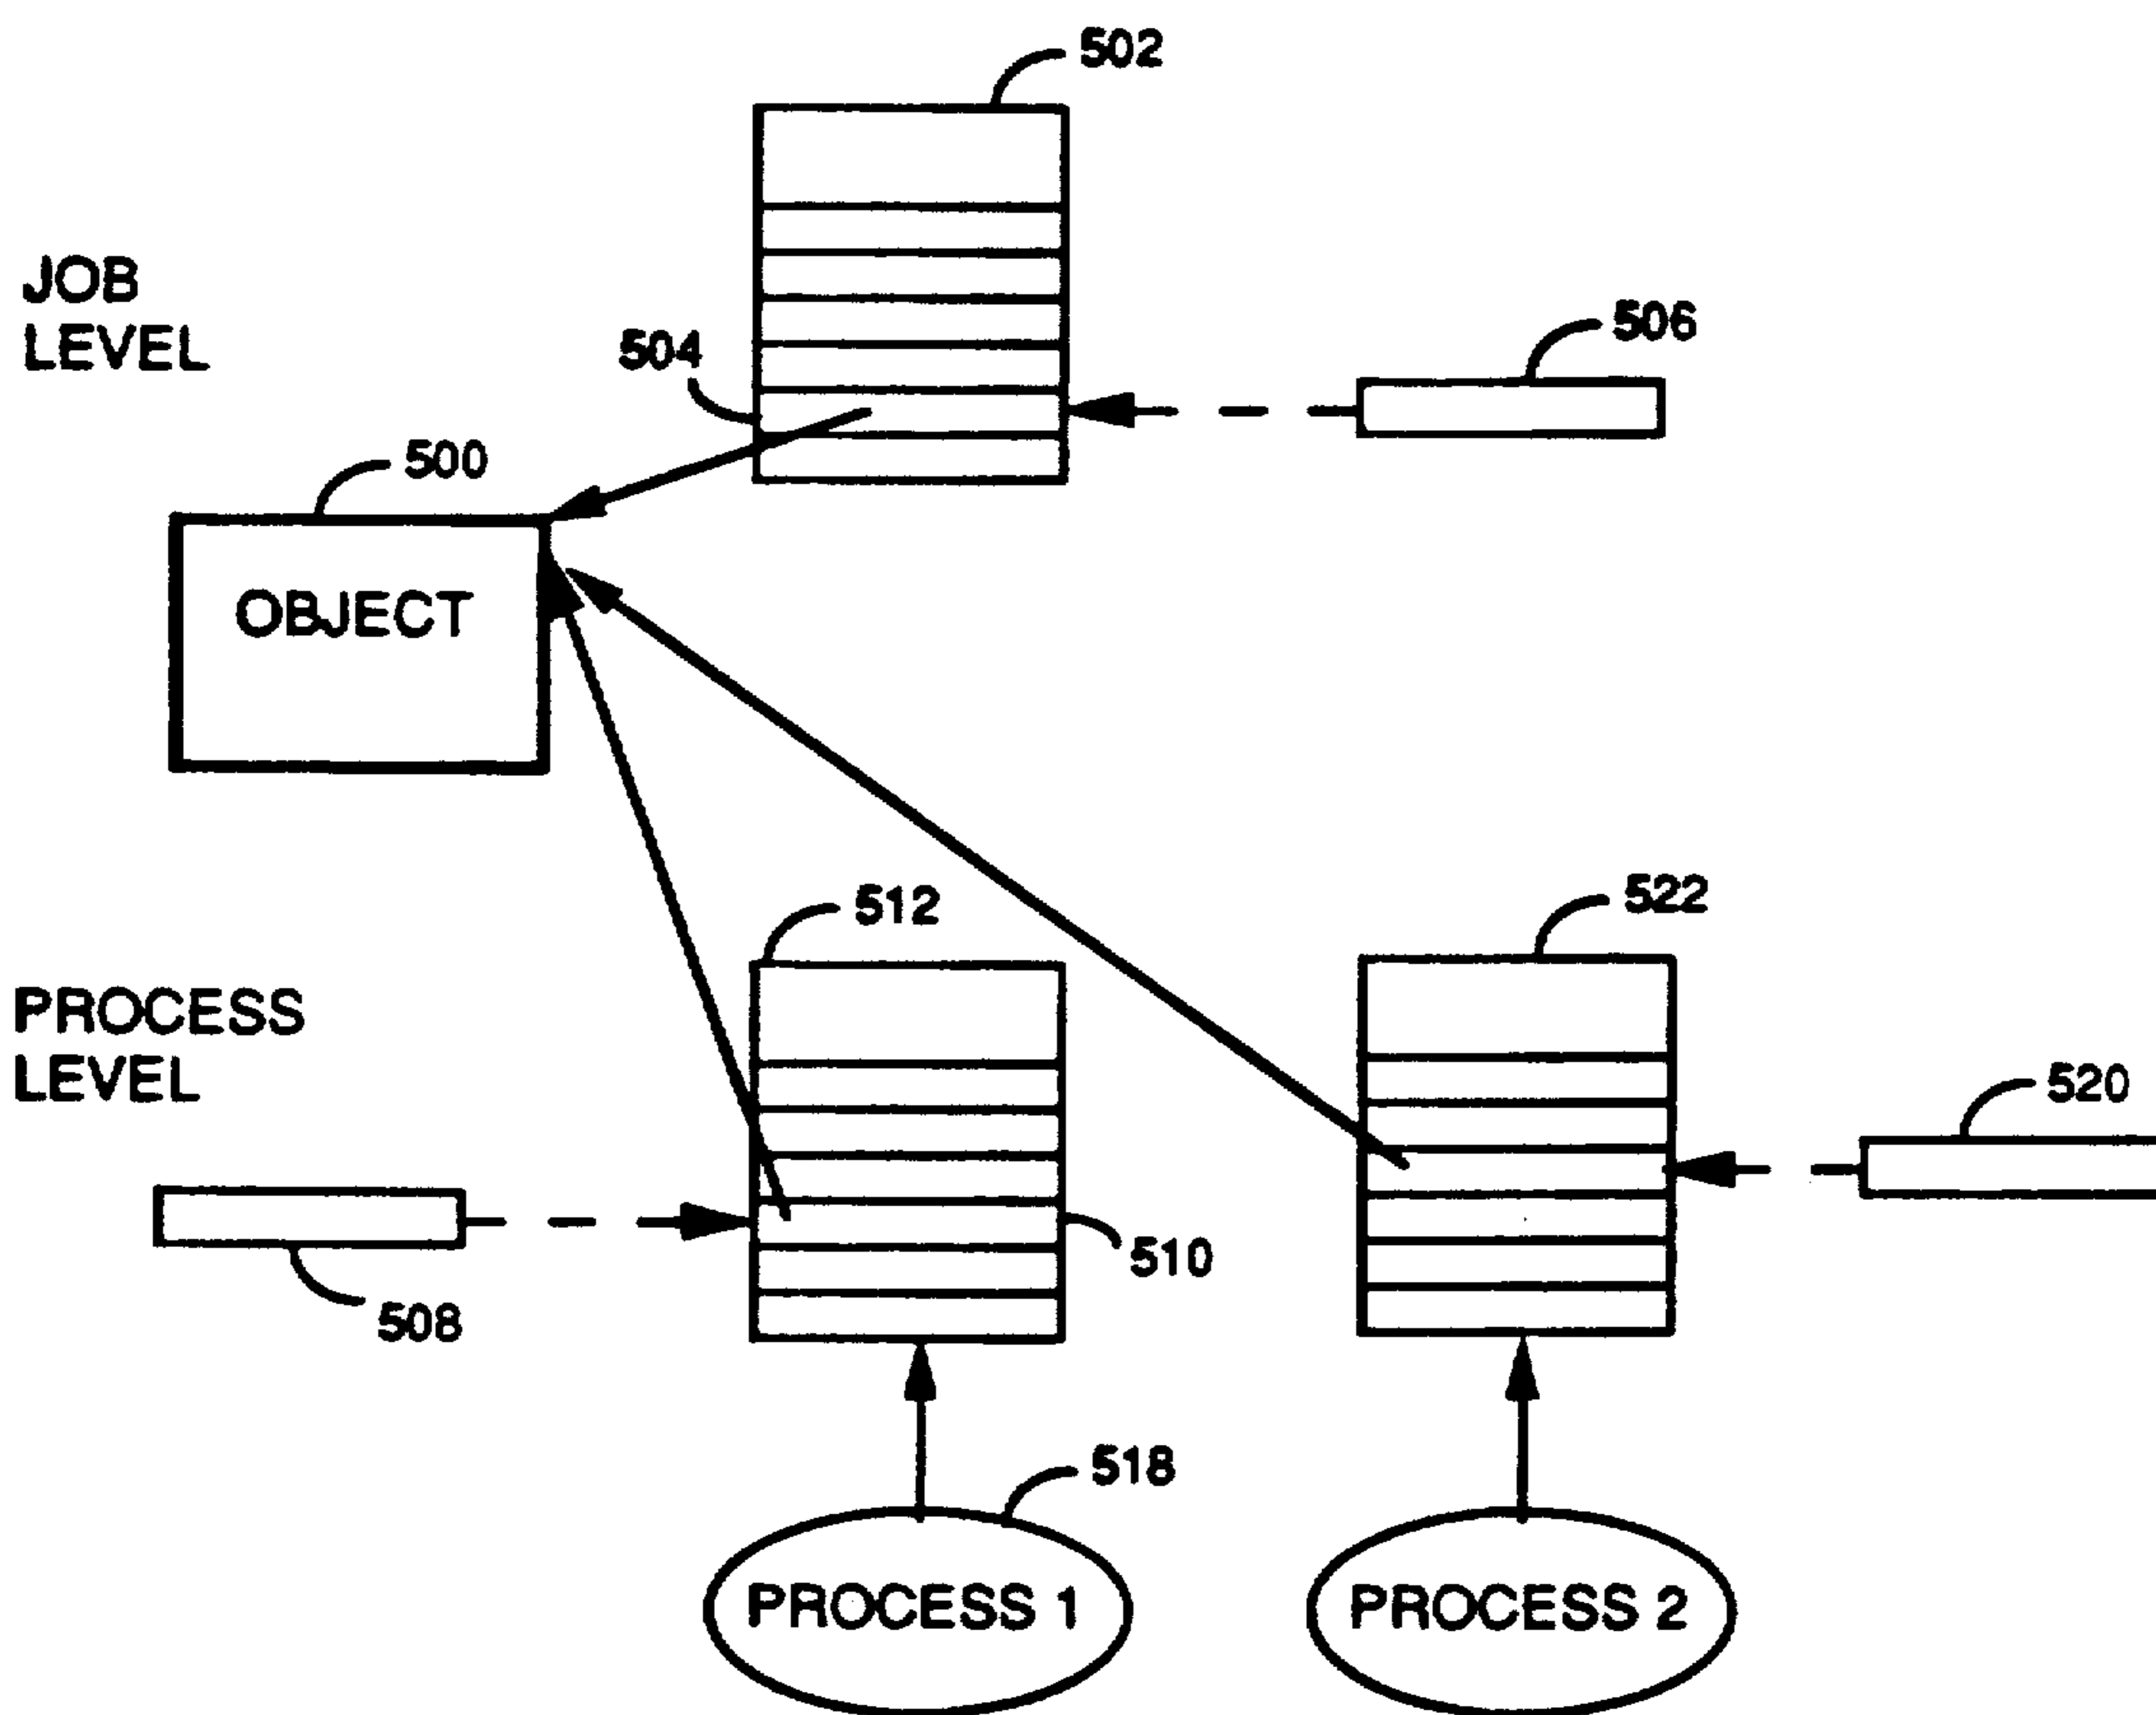 502
JOB
LEVEL
504
506
500
OBJECT
512
522
PROCESS
LEVEL
520
510
508
518
PROCESS 1
PROCESS 2